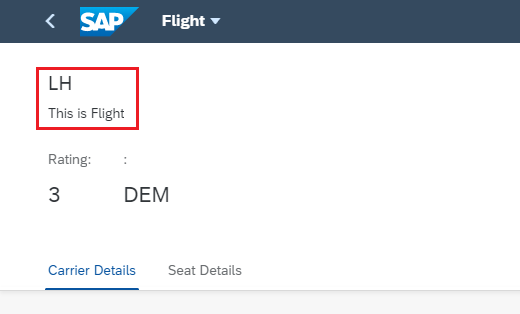 SAP Flight
LH
This is Flight
Rating: :
3 DEM
Carrier Details Seat Details